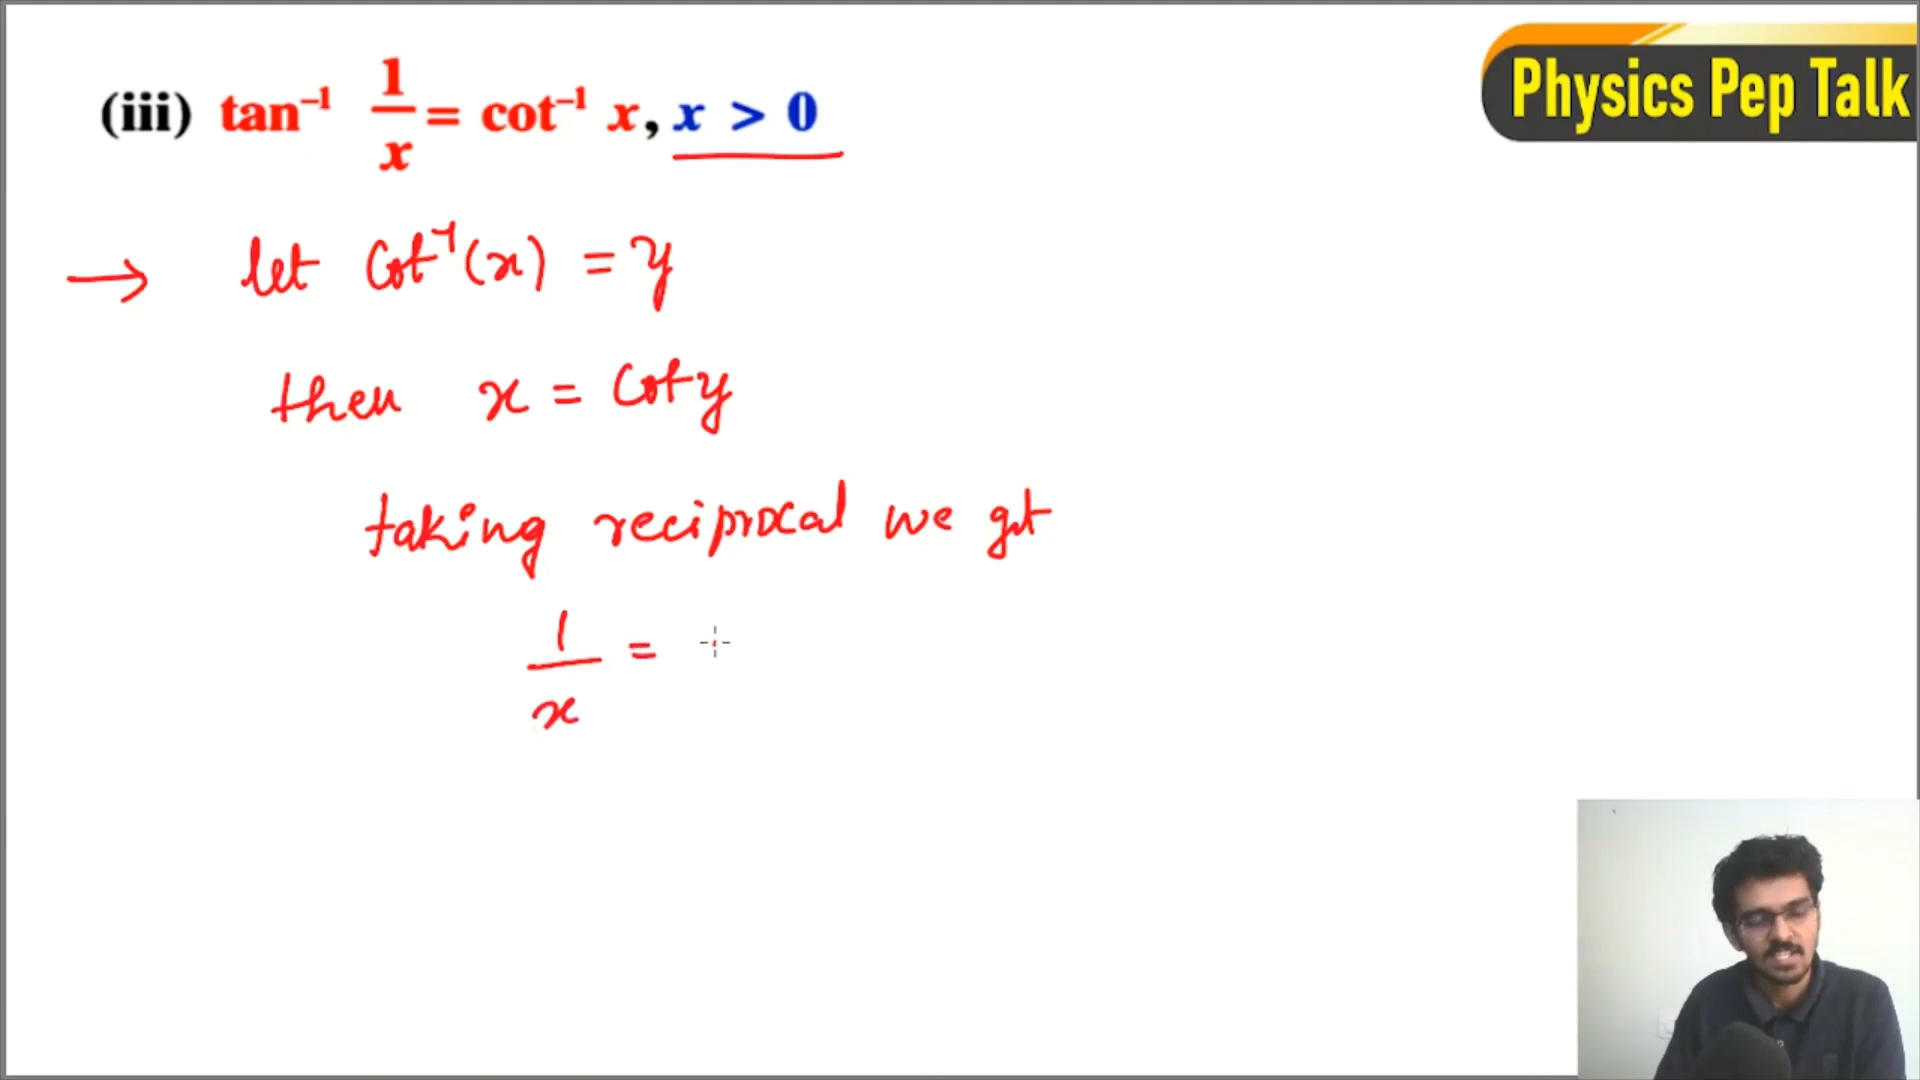 (iii) tan⁻¹ 1/x = cot⁻¹ x, x > 0
Physics Pep Talk
→ let Cot⁻¹(x) = y
then x = Cot y
taking reciprocal we get
1/x =